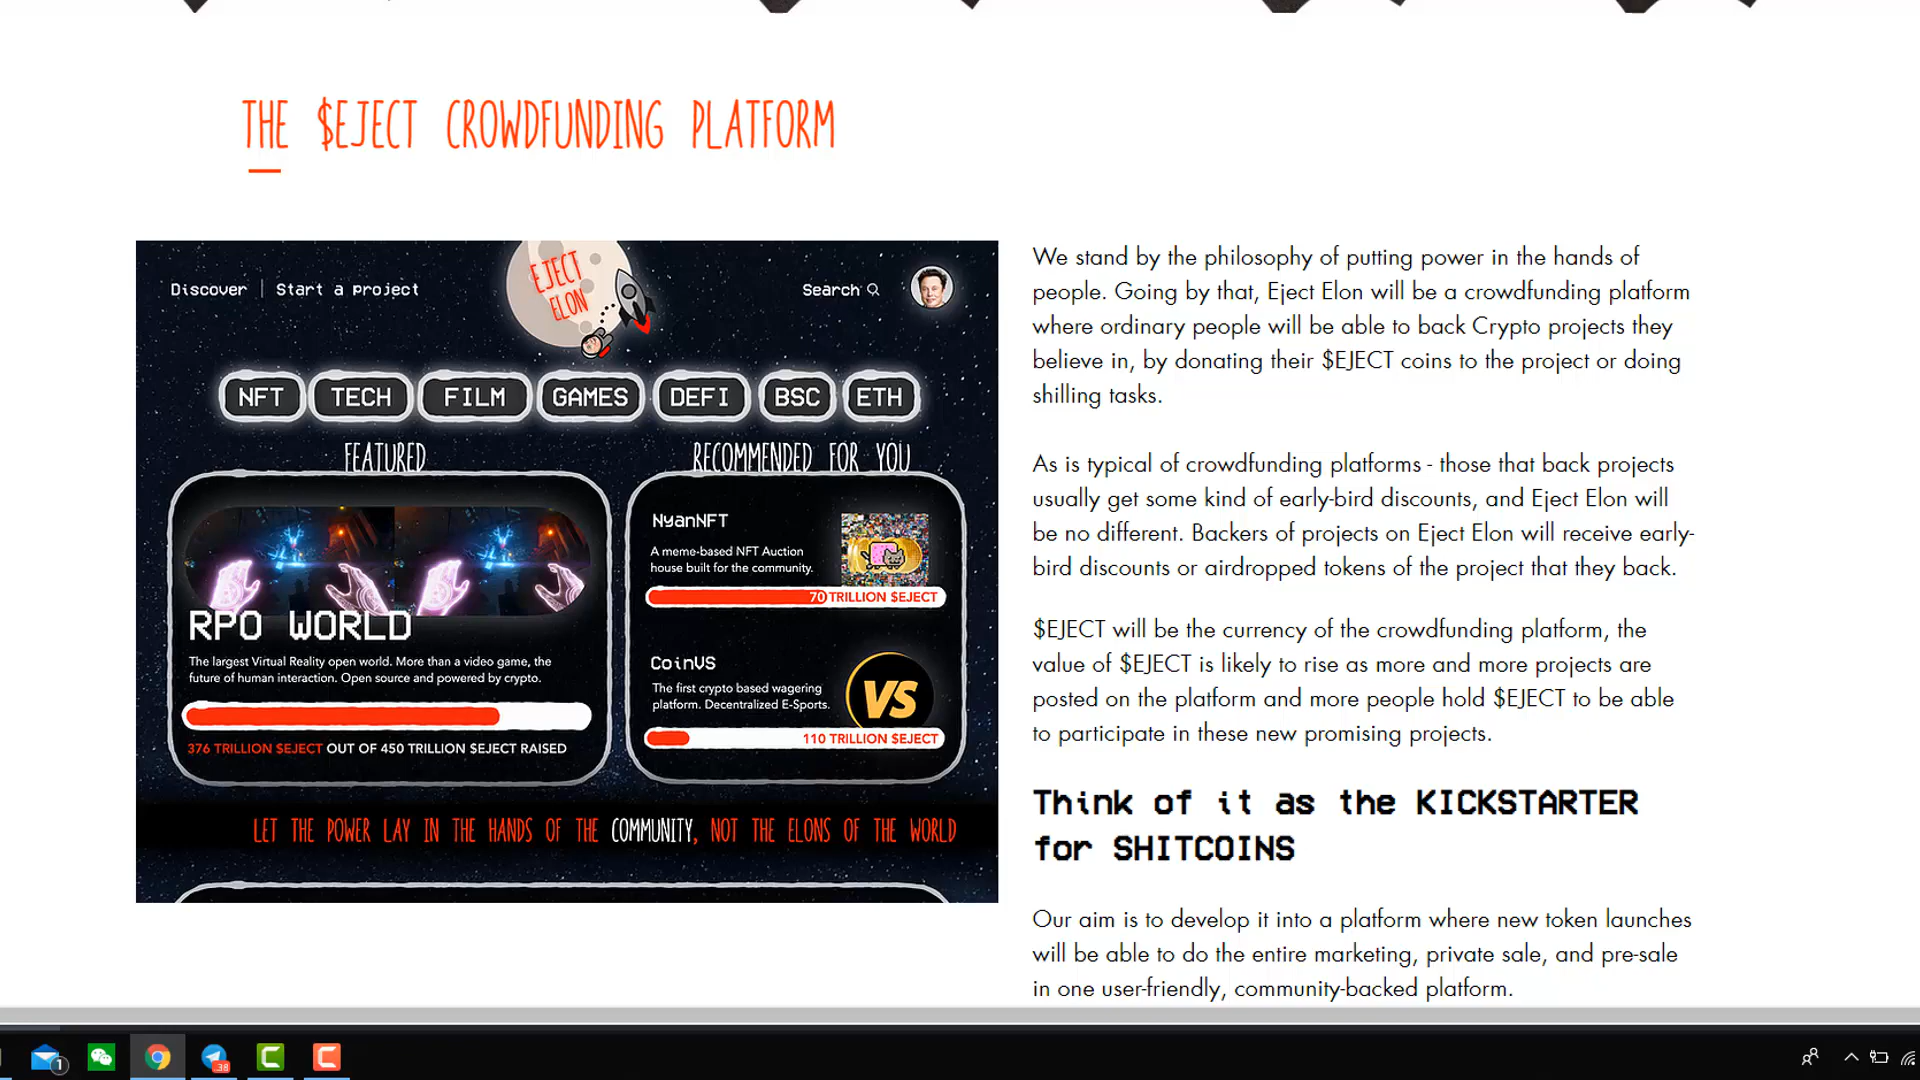 THE $EJECT CROWDFUNDING PLATFORM
Discover | Start a project
EJECT
ELON
Search
NFT
TECH
FILM
GAMES
DEFI
BSC
ETH
FEATURED
RECOMMENDED FOR YOU
RPO WORLD
The largest Virtual Reality open world. More than a video game, the
future of human interaction. Open source and powered by crypto.
376 TRILLION $EJECT OUT OF 450 TRILLION $EJECT RAISED
NyanNFT
A meme-based NFT Auction
house built for the community.
70 TRILLION $EJECT
CoinVS
The first crypto based wagering
platform. Decentralized E-Sports.
VS
110 TRILLION $EJECT
LET THE POWER LAY IN THE HANDS OF THE COMMUNITY, NOT THE ELONS OF THE WORLD
We stand by the philosophy of putting power in the hands of
people. Going by that, Eject Elon will be a crowdfunding platform
where ordinary people will be able to back Crypto projects they
believe in, by donating their $EJECT coins to the project or doing
shilling tasks.
As is typical of crowdfunding platforms - those that back projects
usually get some kind of early-bird discounts, and Eject Elon will
be no different. Backers of projects on Eject Elon will receive early-
bird discounts or airdropped tokens of the project that they back.
$EJECT will be the currency of the crowdfunding platform, the
value of $EJECT is likely to rise as more and more projects are
posted on the platform and more people hold $EJECT to be able
to participate in these new promising projects.
Think of it as the KICKSTARTER
for SHITCOINS
Our aim is to develop it into a platform where new token launches
will be able to do the entire marketing, private sale, and pre-sale
in one user-friendly, community-backed platform.
1
38